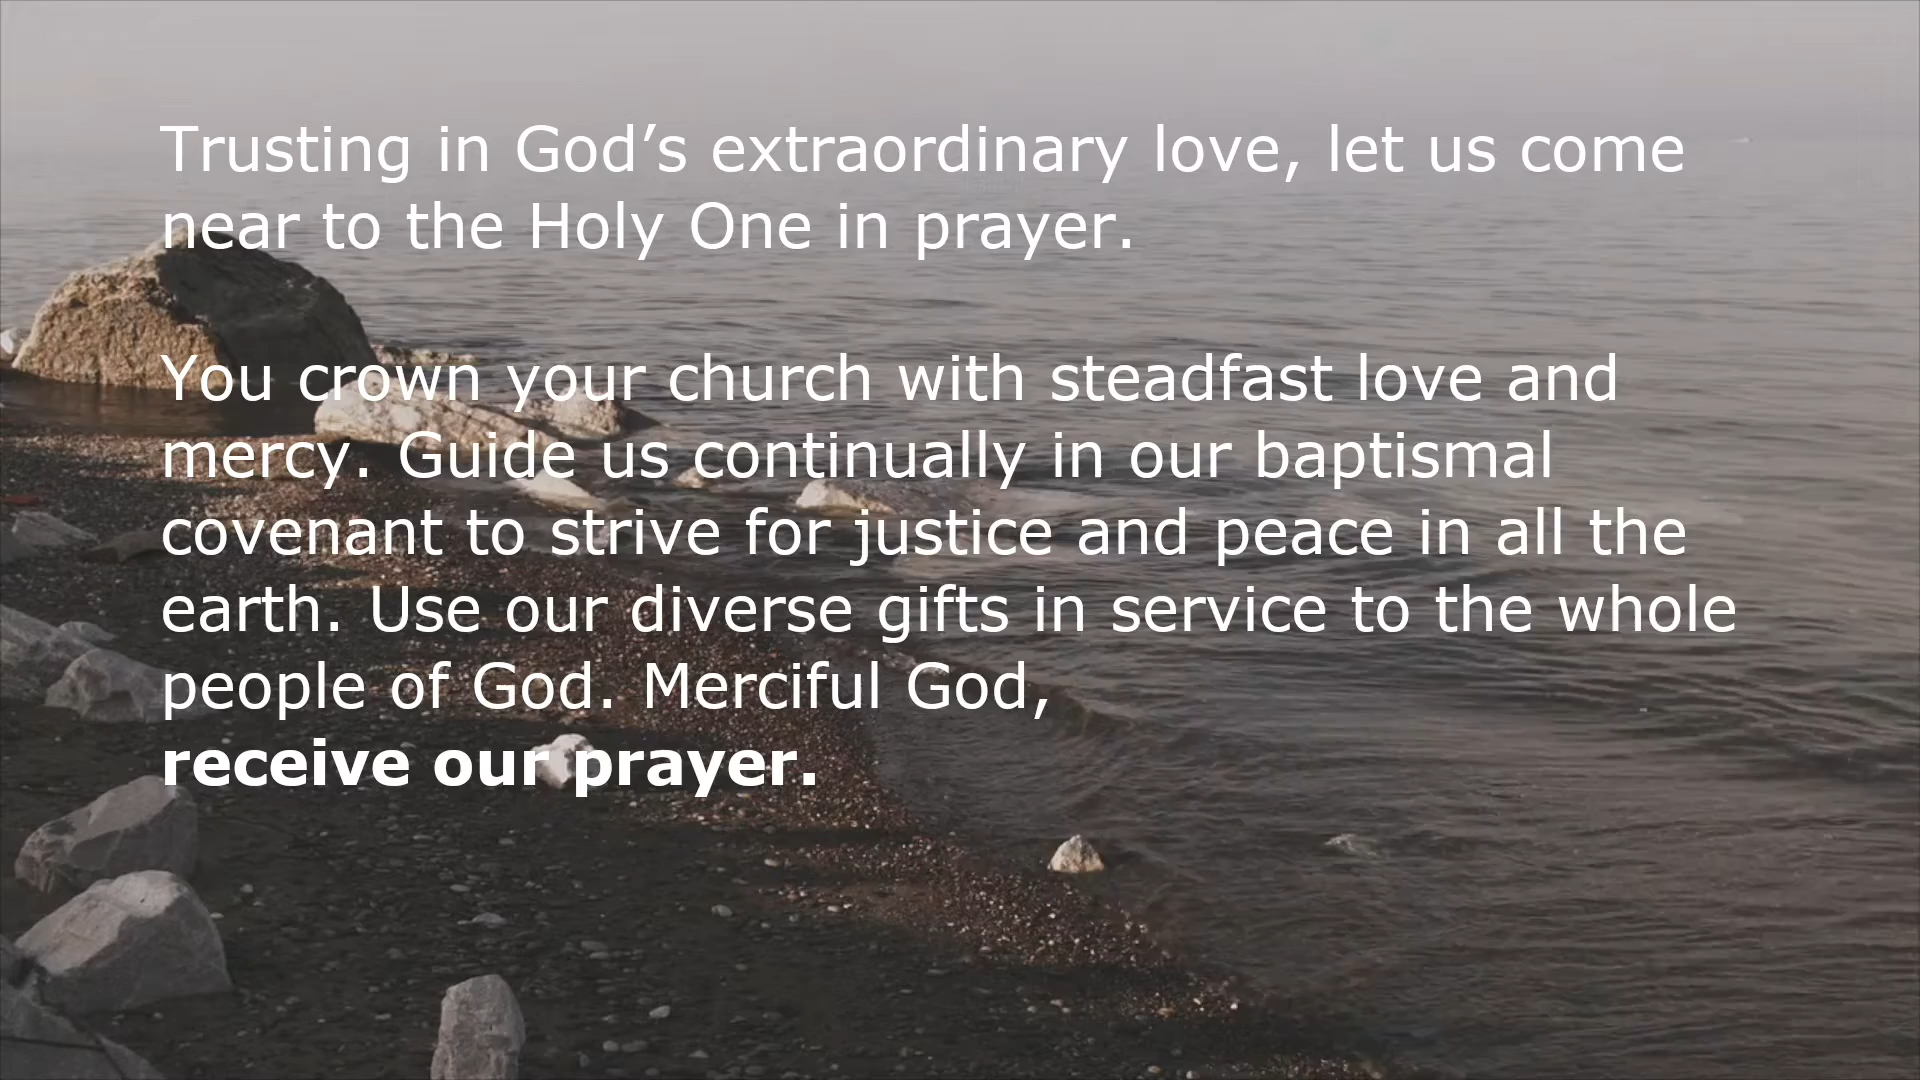 Trusting in God’s extraordinary love, let us come
near to the Holy One in prayer.
You crown your church with steadfast love and
mercy. Guide us continually in our baptismal
covenant to strive for justice and peace in all the
earth. Use our diverse gifts in service to the whole
people of God. Merciful God,
receive our prayer.